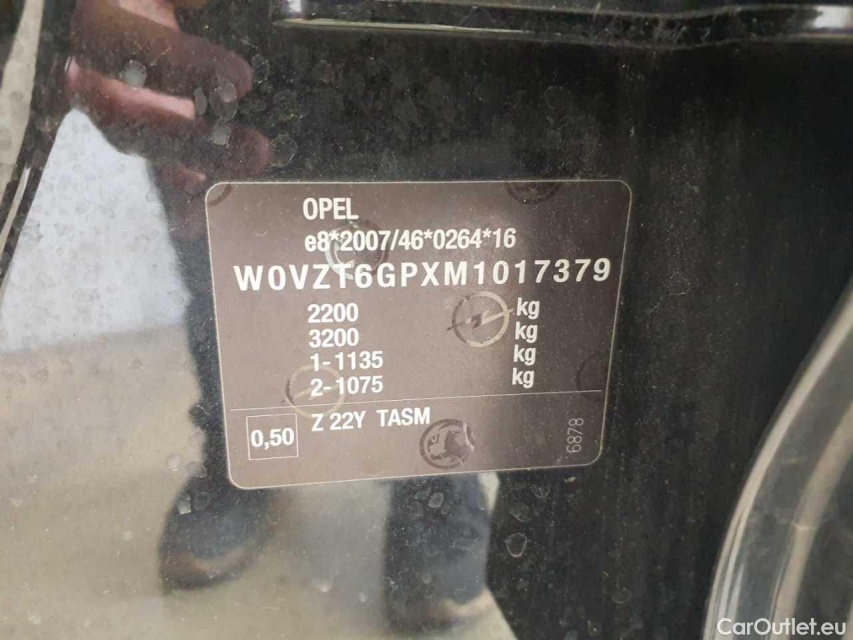 OPEL
e8*2007/46*0264*16
W0VZT6GPXM1017379
2200 kg
3200 kg
1-1135 kg
2-1075 kg
0,50 Z 22Y TASM
6878
CarOutlet.eu